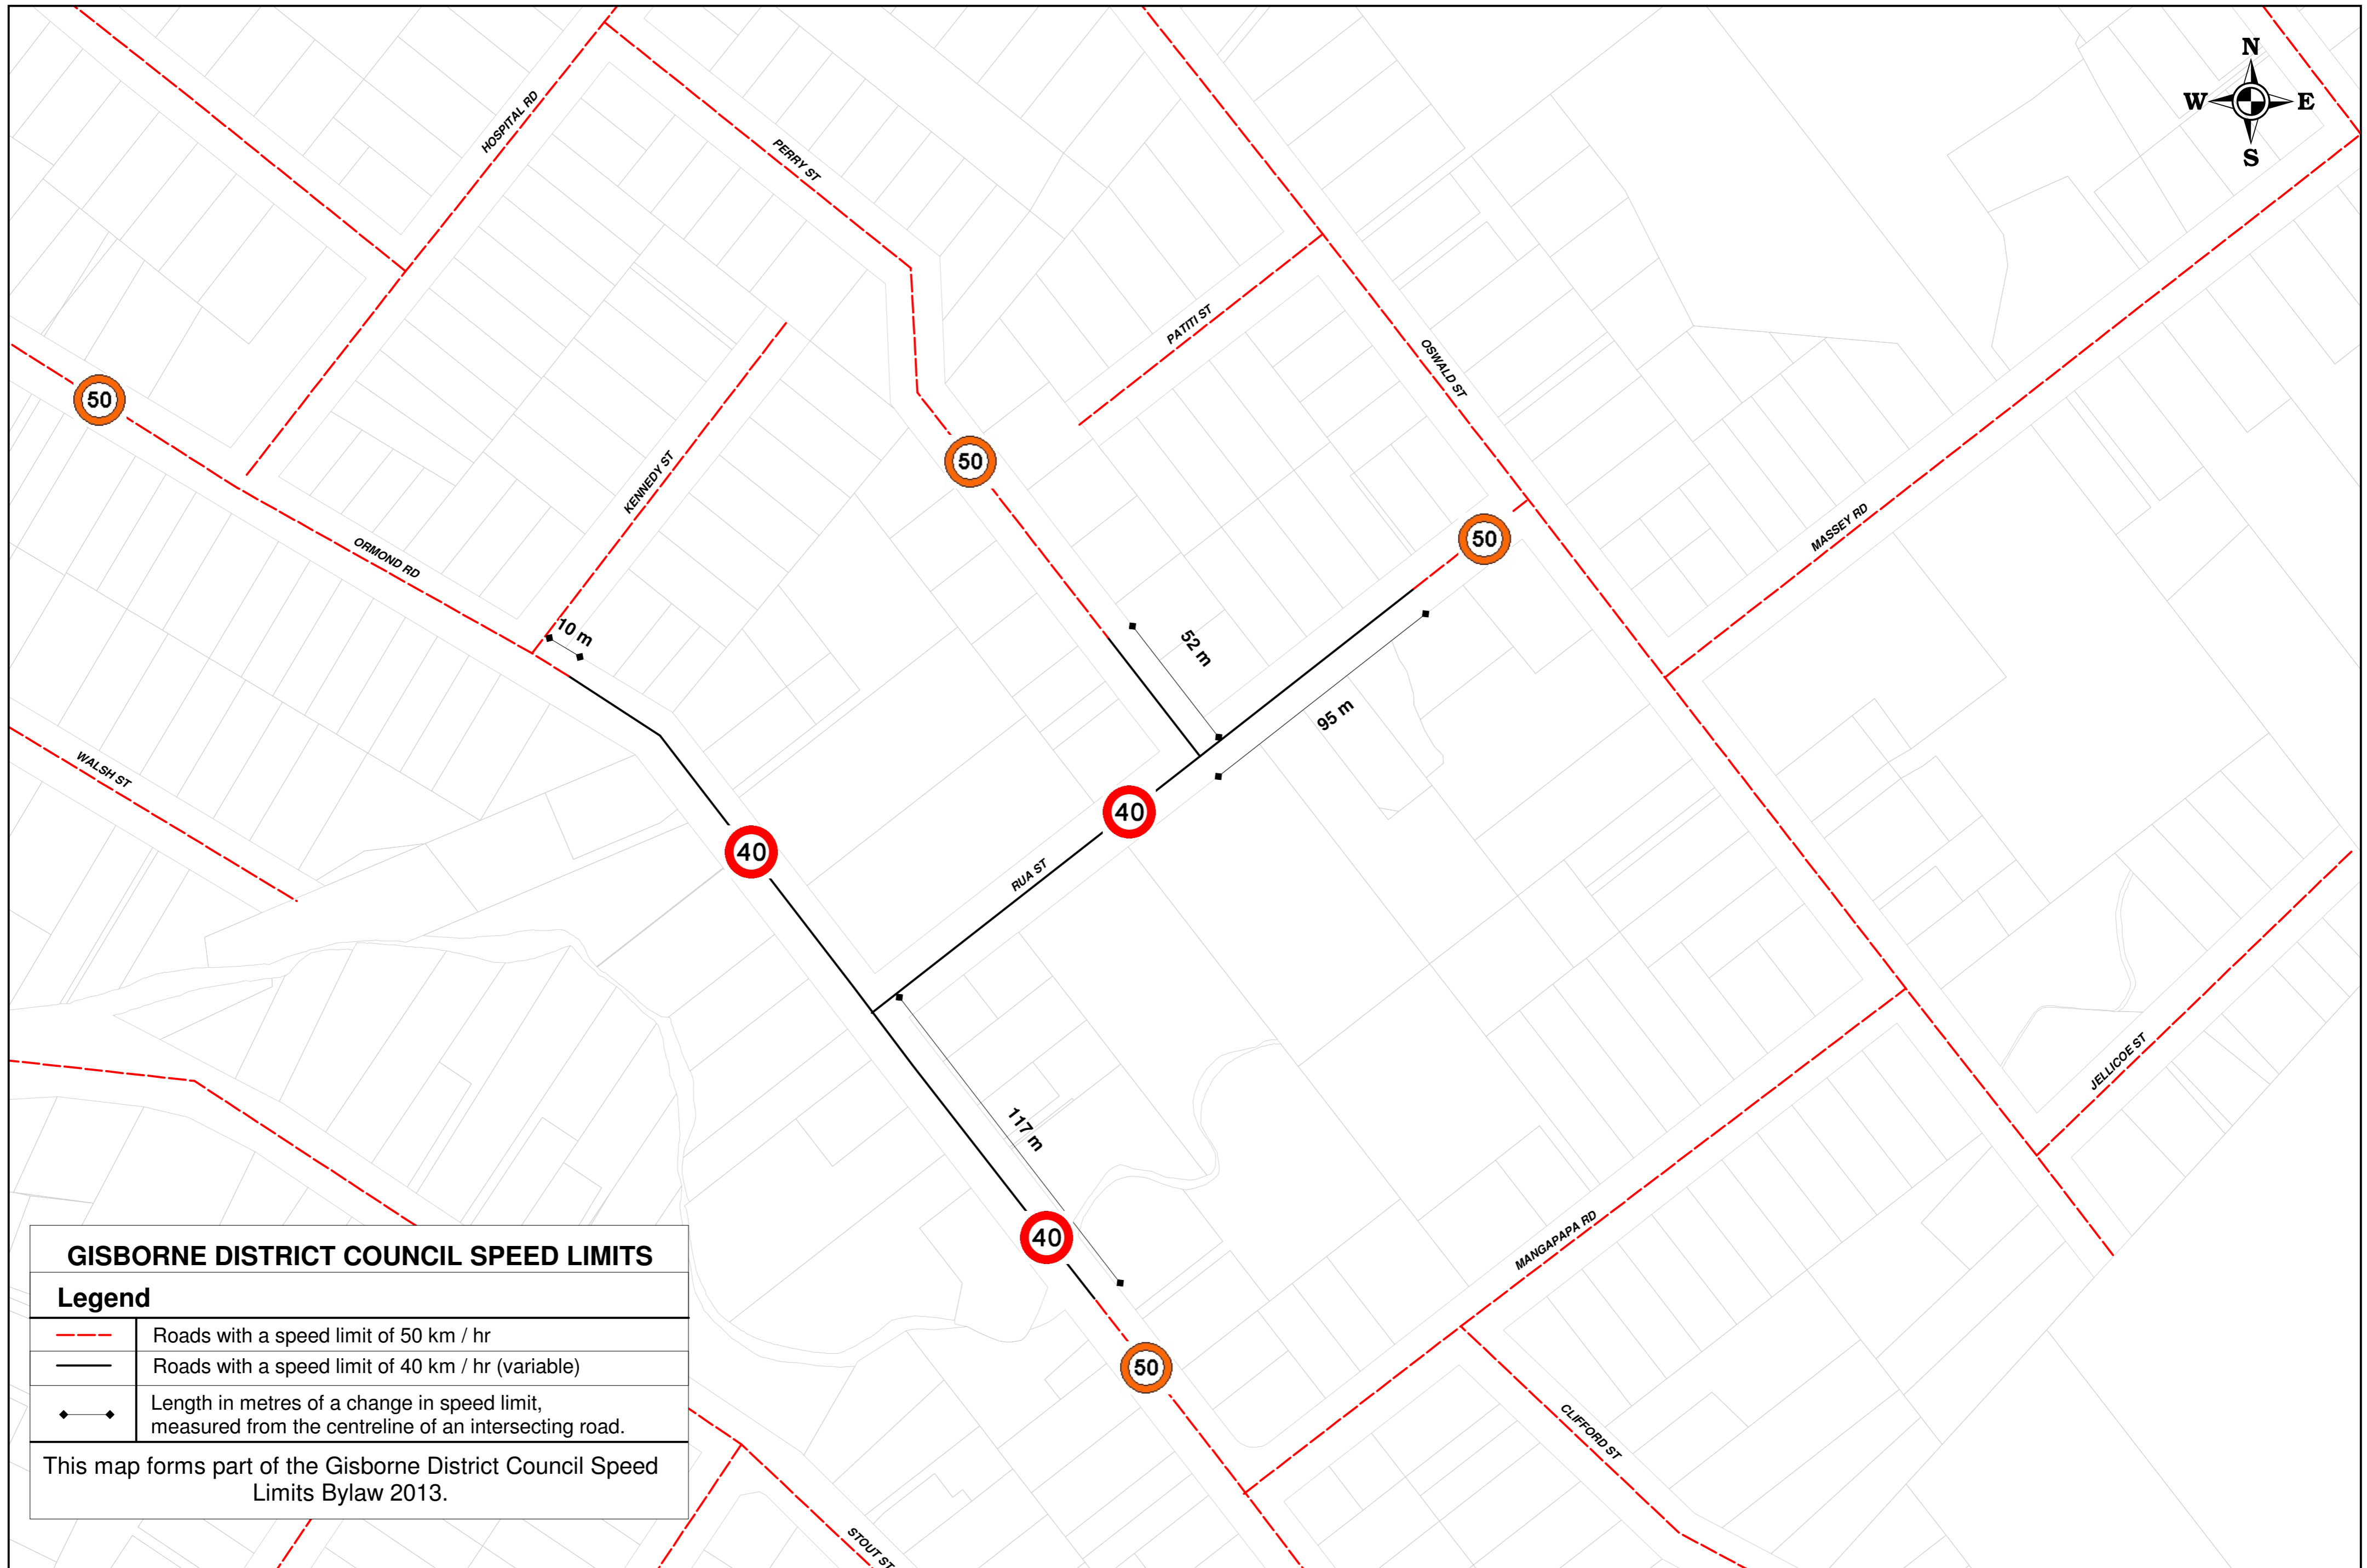 N
W E
S
HOSPITAL RD
PERRY ST
PATITI ST
OSWALD ST
50
50
KENNEDY ST
50
MASSEY RD
ORMOND RD
10 m
52 m
95 m
WALSH ST
40
40
RUA ST
117 m
JELLICOE ST
40
MANGAPAPA RD
50
CLIFFORD ST
STOUT ST
GISBORNE DISTRICT COUNCIL SPEED LIMITS
Legend
Roads with a speed limit of 50 km / hr
Roads with a speed limit of 40 km / hr (variable)
Length in metres of a change in speed limit,
measured from the centreline of an intersecting road.
This map forms part of the Gisborne District Council Speed
Limits Bylaw 2013.